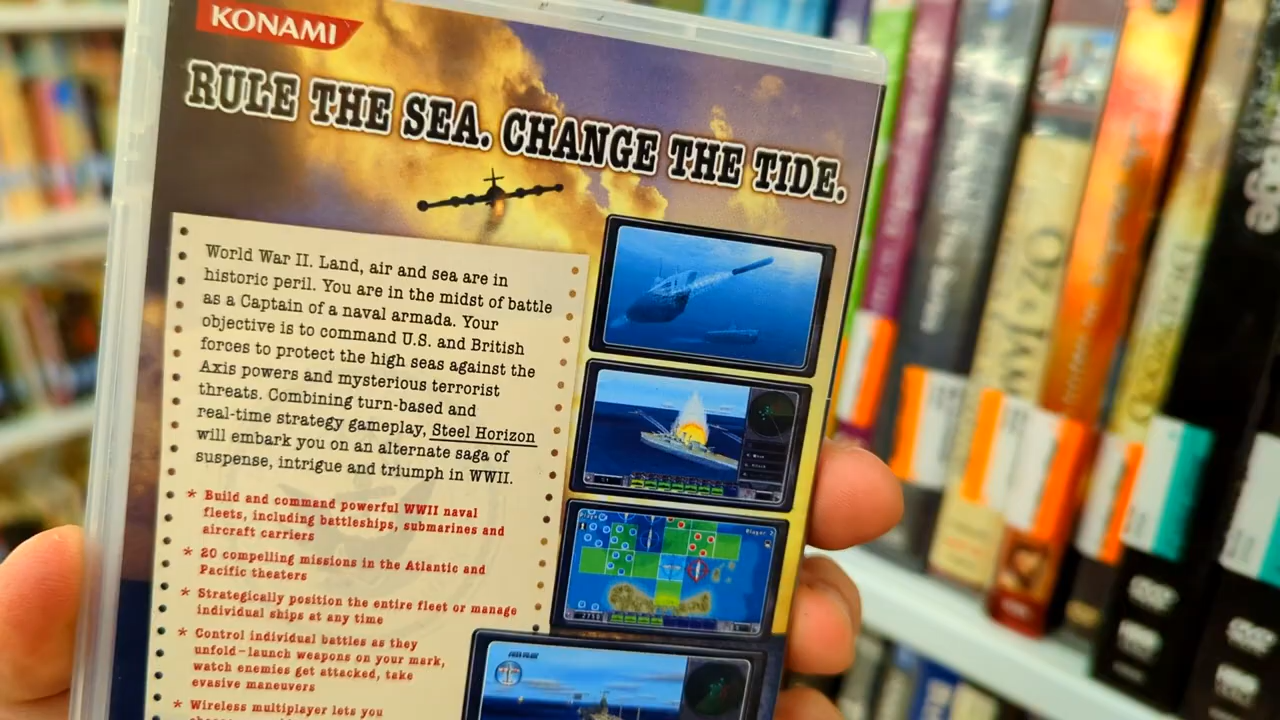 KONAMI
RULE THE SEA. CHANGE THE TIDE.
World War II. Land, air and sea are in
historic peril. You are in the midst of battle
as a Captain of a naval armada. Your
objective is to command U.S. and British
forces to protect the high seas against the
Axis powers and mysterious terrorist
threats. Combining turn-based and
real-time strategy gameplay, Steel Horizon
will embark you on an alternate saga of
suspense, intrigue and triumph in WWII.
* Build and command powerful WWII naval
fleets, including battleships, submarines and
aircraft carriers
* 20 compelling missions in the Atlantic and
Pacific theaters
* Strategically position the entire fleet or manage
individual ships at any time
* Control individual battles as they
unfold–launch weapons on your mark,
watch enemies get attacked, take
evasive maneuvers
* Wireless multiplayer lets you
Player 2